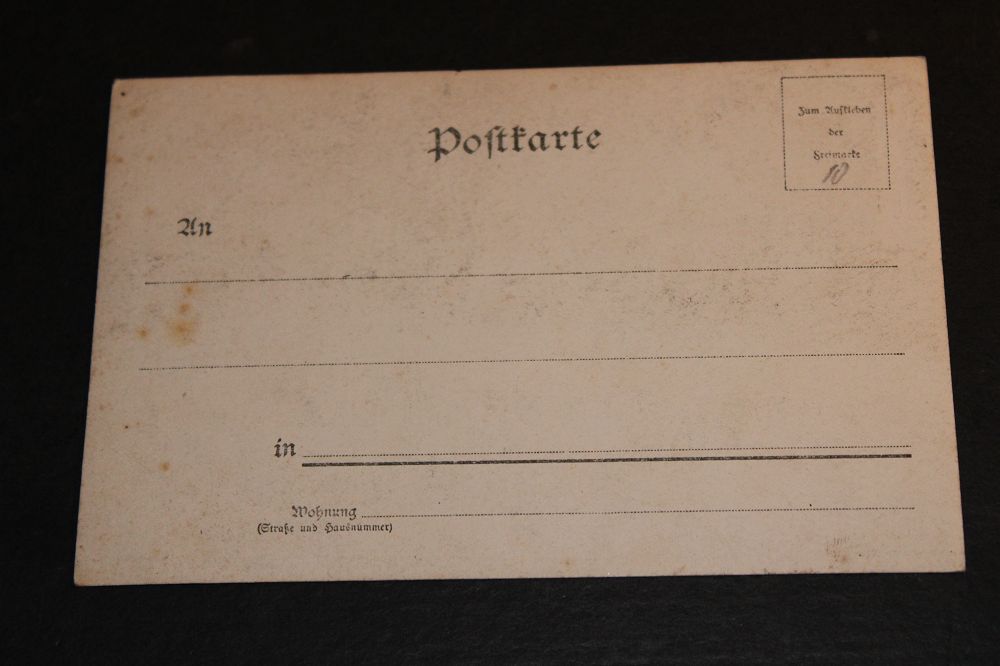 Postkarte
Zum Aufkleben
der
Freimarke
10
An
in
Wohnung
(Straße und Hausnummer)